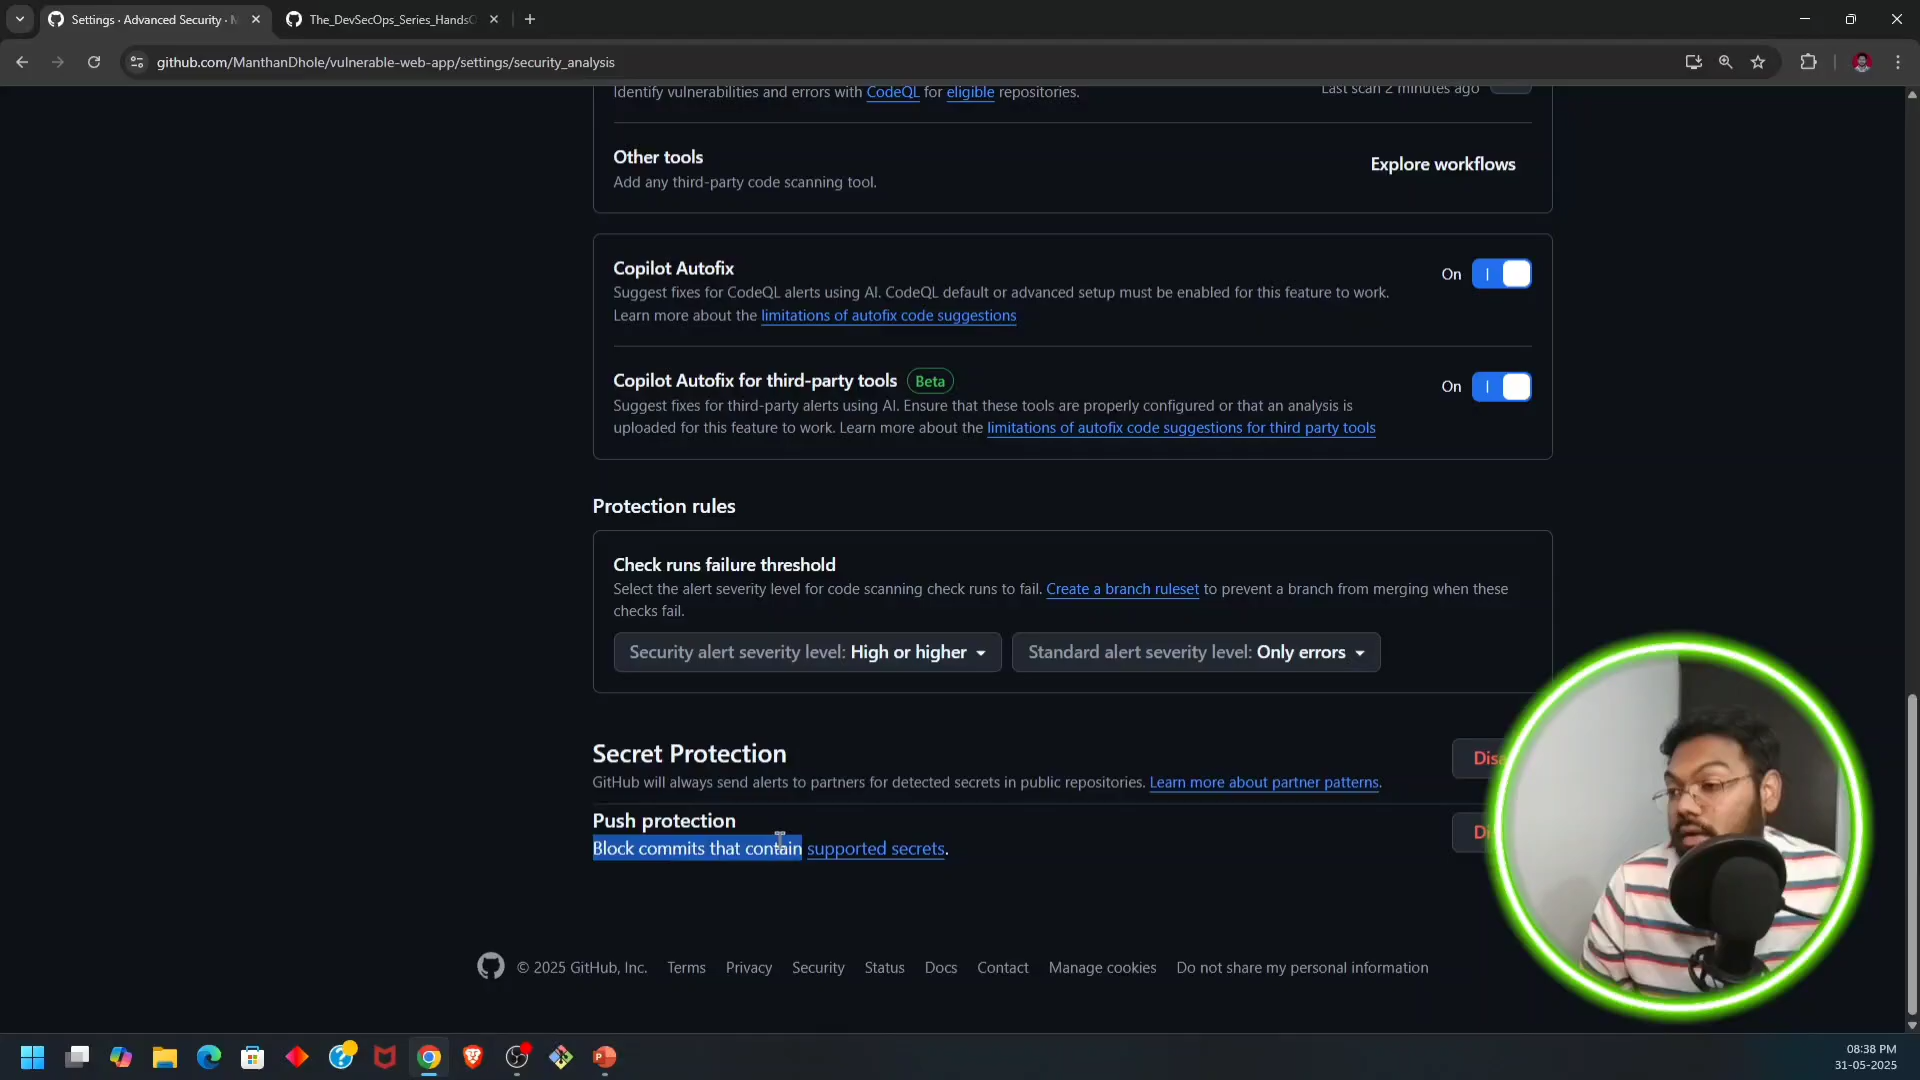 Settings · Advanced Security ·
The_DevSecOps_Series_Hands
github.com/ManthanDhole/vulnerable-web-app/settings/security_analysis
Identify vulnerabilities and errors with CodeQL for eligible repositories.
Last scan 2 minutes ago
Other tools
Add any third-party code scanning tool.
Explore workflows
Copilot Autofix
Suggest fixes for CodeQL alerts using AI. CodeQL default or advanced setup must be enabled for this feature to work.
Learn more about the limitations of autofix code suggestions
On
Copilot Autofix for third-party tools Beta
Suggest fixes for third-party alerts using AI. Ensure that these tools are properly configured or that an analysis is
uploaded for this feature to work. Learn more about the limitations of autofix code suggestions for third party tools
On
Protection rules
Check runs failure threshold
Select the alert severity level for code scanning check runs to fail. Create a branch ruleset to prevent a branch from merging when these
checks fail.
Security alert severity level: High or higher
Standard alert severity level: Only errors
Secret Protection
GitHub will always send alerts to partners for detected secrets in public repositories. Learn more about partner patterns.
Push protection
Block commits that contain supported secrets.
© 2025 GitHub, Inc. Terms Privacy Security Status Docs Contact Manage cookies Do not share my personal information
08:38 PM
31-05-2025